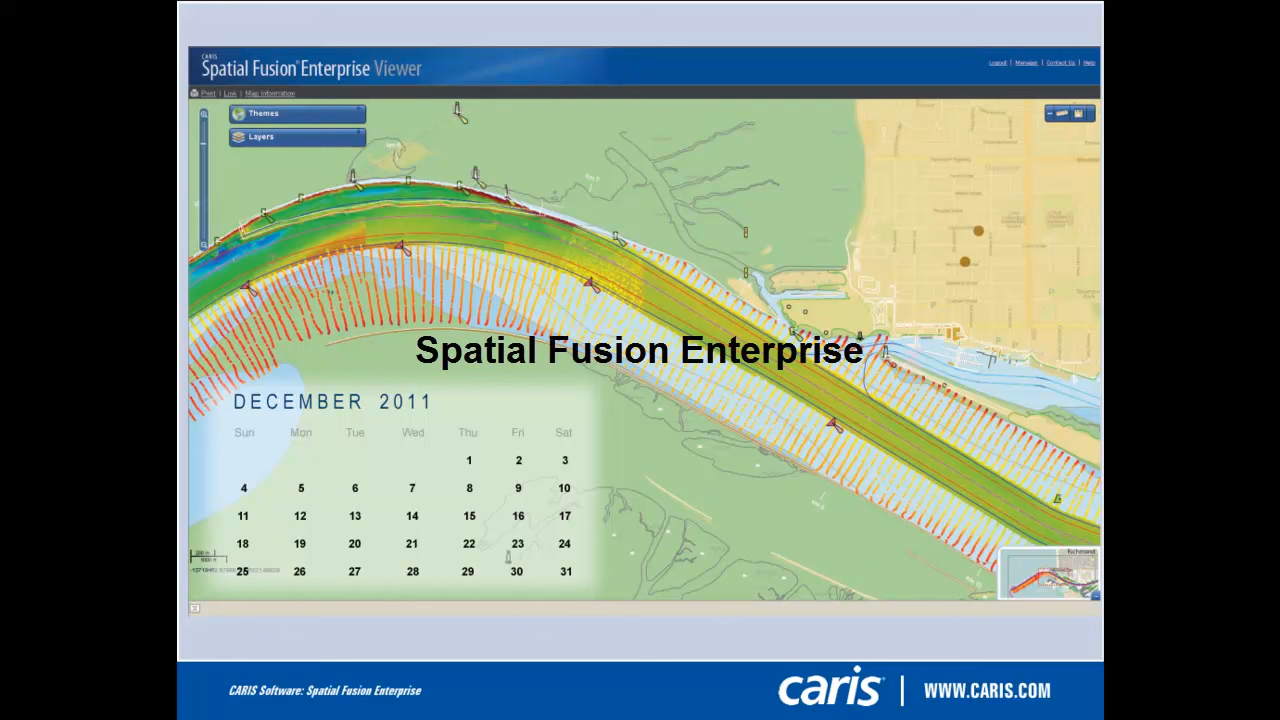 CARIS
Spatial Fusion® Enterprise Viewer
Logout | Manager | Contact Us | Help
Print | Link | Map Information
Themes
Layers
Spatial Fusion Enterprise
DECEMBER 2011
Sun Mon Tue Wed Thu Fri Sat
1 2 3
4 5 6 7 8 9 10
11 12 13 14 15 16 17
18 19 20 21 22 23 24
25 26 27 28 29 30 31
Richmond
CARIS Software: Spatial Fusion Enterprise
caris | WWW.CARIS.COM